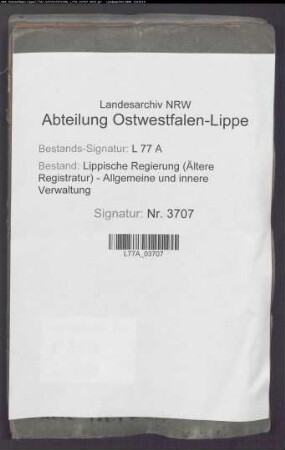 Landesarchiv NRW
Abteilung Ostwestfalen-Lippe
Bestands-Signatur: L 77 A
Bestand: Lippische Regierung (Ältere
Registratur) - Allgemeine und innere
Verwaltung
Signatur: Nr. 3707
L77A_03707